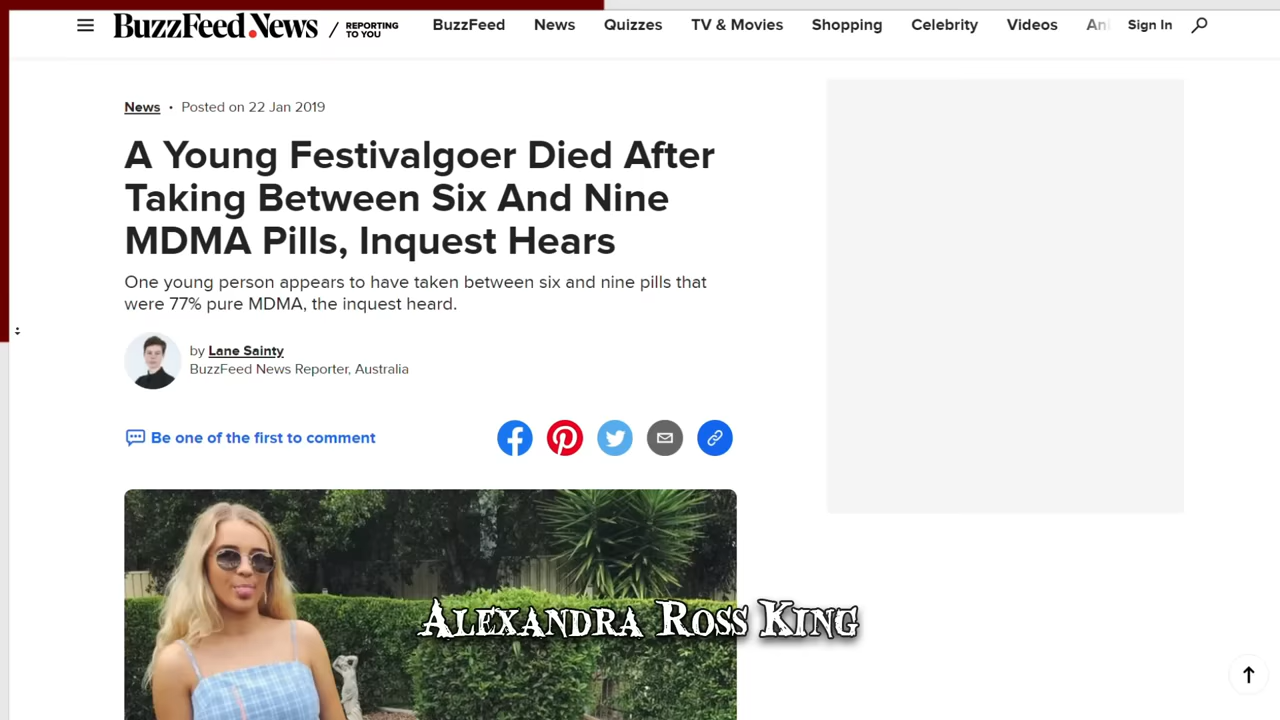 BuzzFeed News / REPORTING TO YOU BuzzFeed News Quizzes TV & Movies Shopping Celebrity Videos Ani Sign In
News • Posted on 22 Jan 2019
A Young Festivalgoer Died After
Taking Between Six And Nine
MDMA Pills, Inquest Hears
One young person appears to have taken between six and nine pills that
were 77% pure MDMA, the inquest heard.
by Lane Sainty
BuzzFeed News Reporter, Australia
Be one of the first to comment
Alexandra Ross King